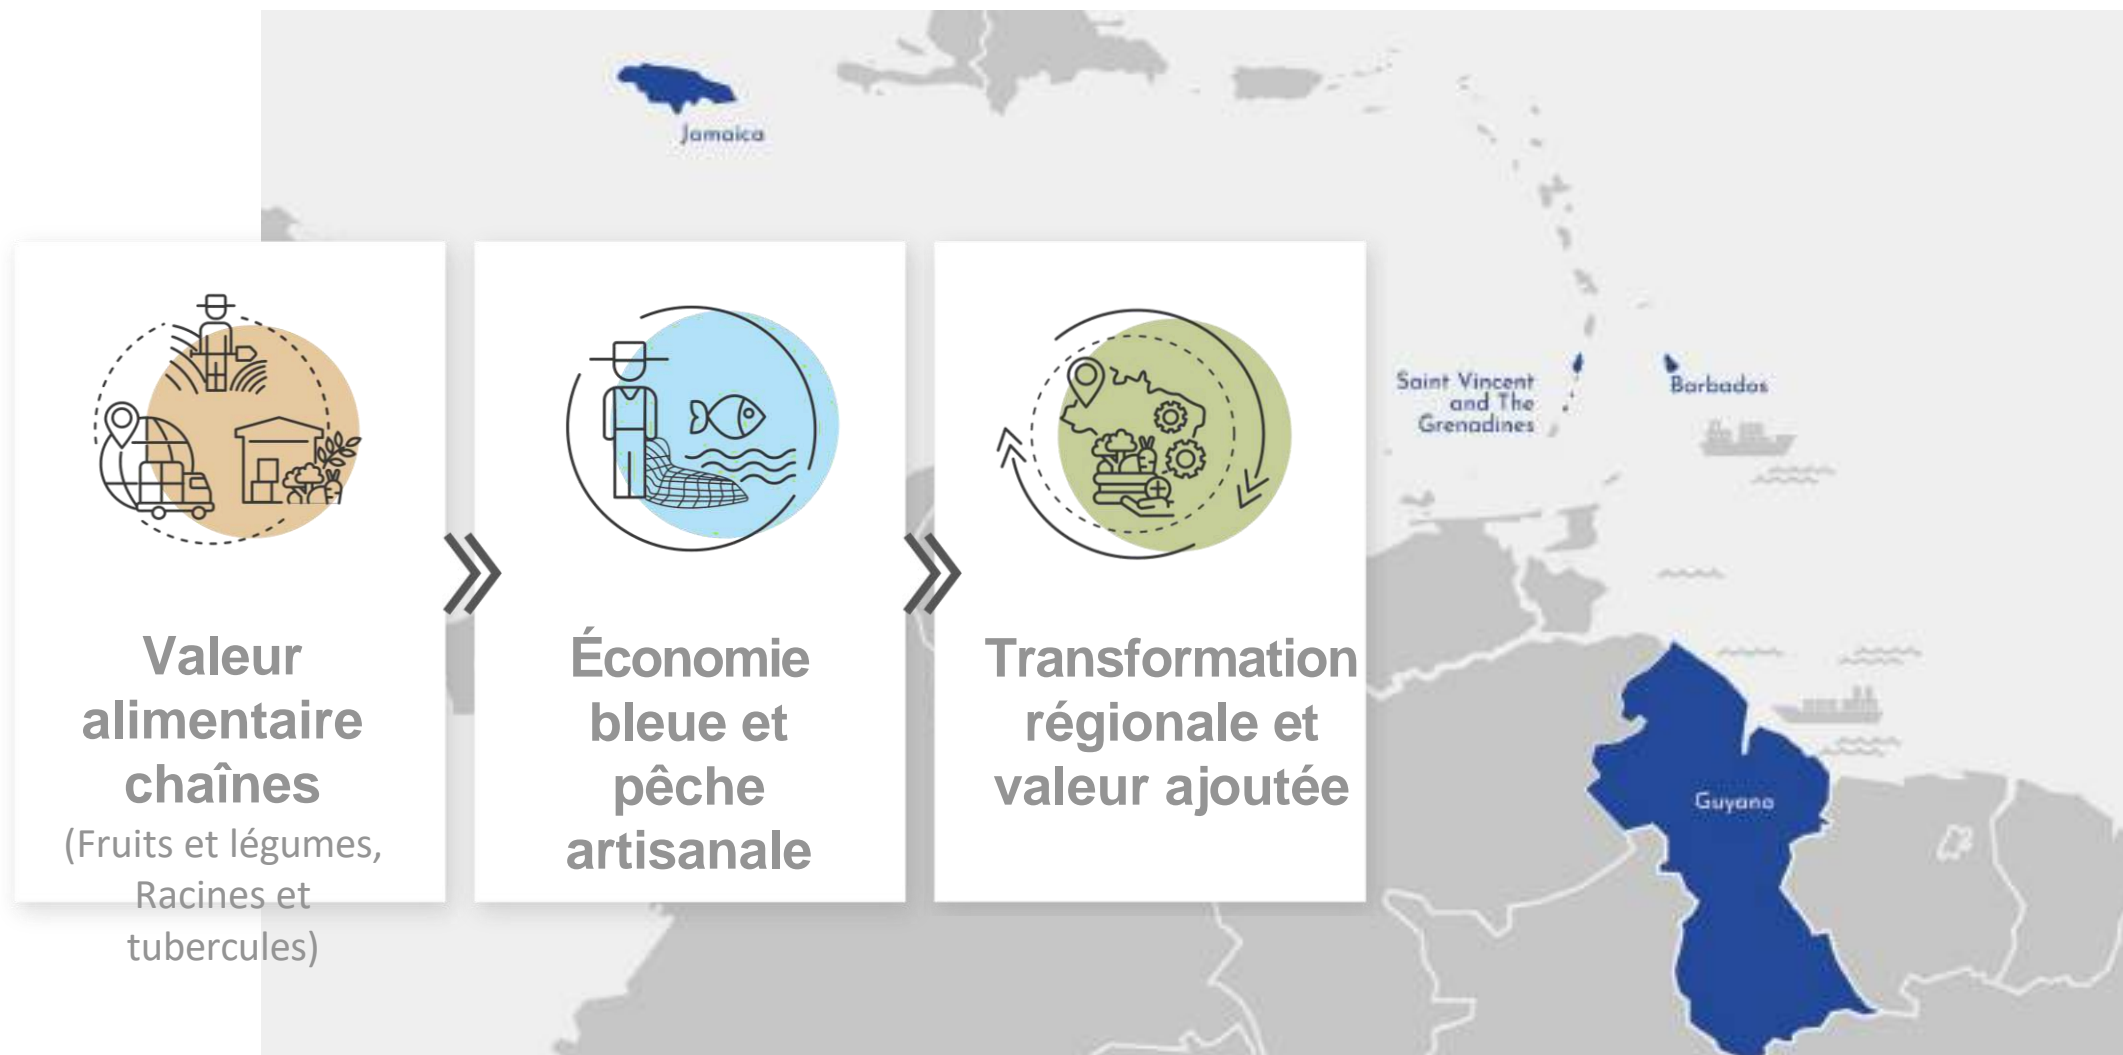 Jamaica
Saint Vincent
and The
Grenadines
Barbados
Guyana
Valeur
alimentaire
chaînes
(Fruits et légumes,
Racines et
tubercules)
Économie
bleue et
pêche
artisanale
Transformation
régionale et
valeur ajoutée